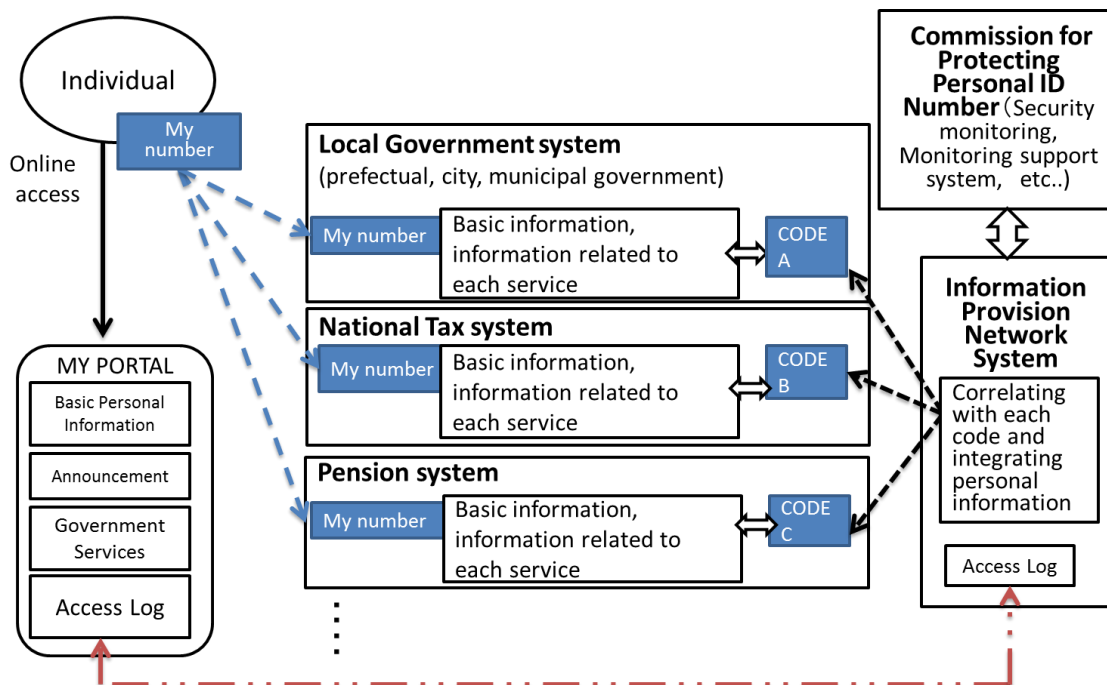 Individual
My
number
Online
access
MY PORTAL
Basic Personal
Information
Announcement
Government
Services
Access Log
Local Government system
(prefectual, city, municipal government)
My number
Basic information,
information related to
each service
CODE
A
National Tax system
My number
Basic information,
information related to
each service
CODE
B
Pension system
My number
Basic information,
information related to
each service
CODE
C
Commission for
Protecting
Personal ID
Number（Security
monitoring,
Monitoring support
system, etc..)
Information
Provision
Network
System
Correlating
with each
code and
integrating
personal
information
Access Log